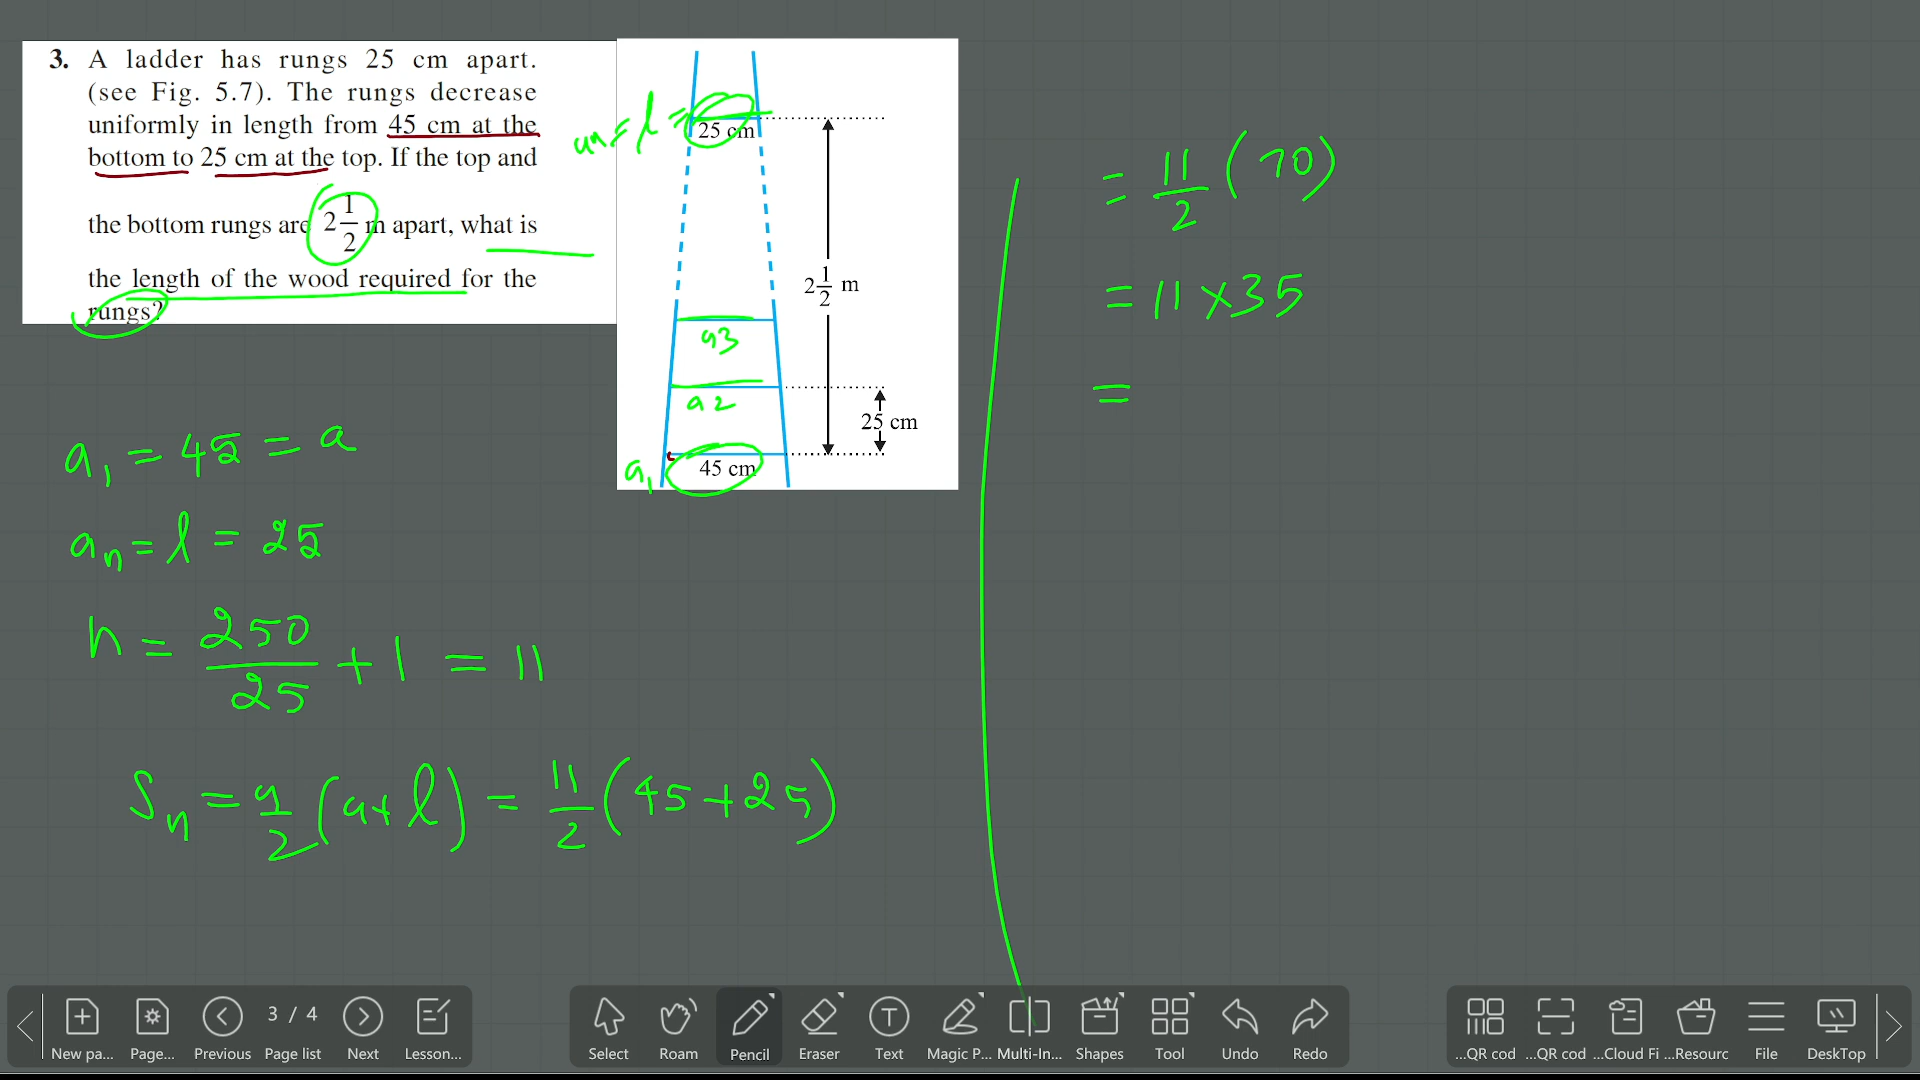 3. A ladder has rungs 25 cm apart.
(see Fig. 5.7). The rungs decrease
uniformly in length from 45 cm at the
bottom to 25 cm at the top. If the top and
the bottom rungs are 2 1/2 m apart, what is
the length of the wood required for the
rungs?
an = l =
25 cm
2 1/2 m
a3
a2
25 cm
a1
45 cm
a1 = 45 = a
an = l = 25
n = 250/25 + 1 = 11
Sn = n/2 (a + l) = 11/2 (45 + 25)
= 11/2 (70)
= 11 × 35
=
New pa... Page... Previous 3 / 4 Page list Next Lesson...
Select Roam Pencil Eraser Text Magic P... Multi-In... Shapes Tool Undo Redo
...QR cod ...QR cod ...Cloud Fi ...Resourc File DeskTop